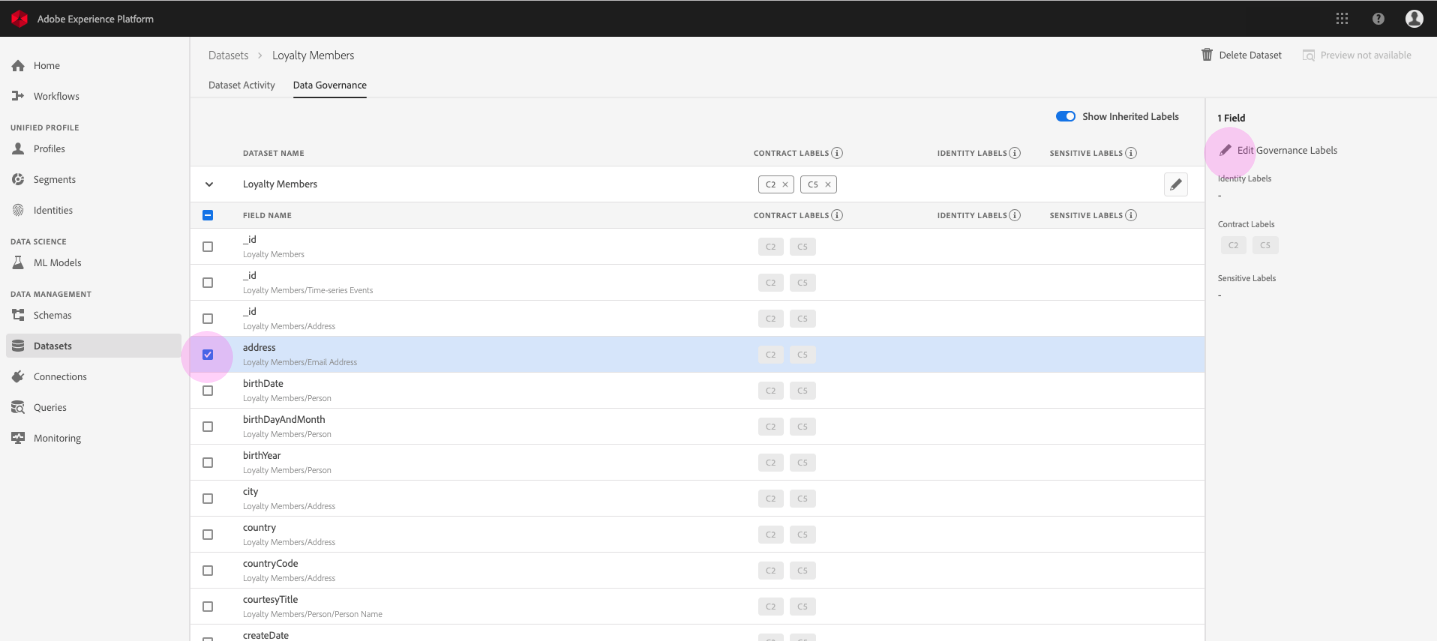 Adobe Experience Platform
Home
Workflows
UNIFIED PROFILE
Profiles
Segments
Identities
DATA SCIENCE
ML Models
DATA MANAGEMENT
Schemas
Datasets
Connections
Queries
Monitoring
Datasets > Loyalty Members
Delete Dataset
Preview not available
Dataset Activity
Data Governance
Show Inherited Labels
DATASET NAME CONTRACT LABELS IDENTITY LABELS SENSITIVE LABELS
Loyalty Members C2 × C5 ×
FIELD NAME CONTRACT LABELS IDENTITY LABELS SENSITIVE LABELS
_id C2 C5
Loyalty Members
_id C2 C5
Loyalty Members/Time-series Events
_id C2 C5
Loyalty Members/Address
address C2 C5
Loyalty Members/Email Address
birthDate C2 C5
Loyalty Members/Person
birthDayAndMonth C2 C5
Loyalty Members/Person
birthYear C2 C5
Loyalty Members/Person
city C2 C5
Loyalty Members/Address
country C2 C5
Loyalty Members/Address
countryCode C2 C5
Loyalty Members/Address
courtesyTitle C2 C5
Loyalty Members/Person/Person Name
createDate
1 Field
Edit Governance Labels
Identity Labels
-
Contract Labels
C2 C5
Sensitive Labels
-